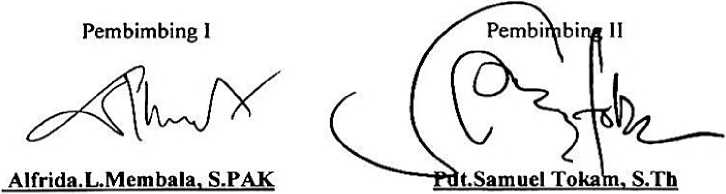 Pembimbing I
Pembimbing II
Alfrida.L.Membala, S.PAK
Pdt.Samuel Tokam, S.Th